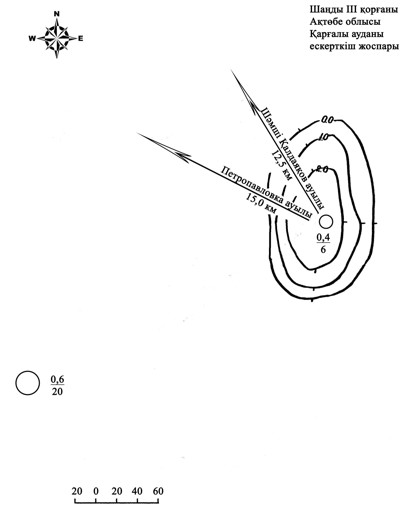 Шаңды III қорғаны
Ақтөбе облысы
Қарғалы ауданы
ескерткіш жоспары
N
W E
S
0.0
1.0
2.0
Шәмші Қалдаяқов ауылы
12,5 км
Петропавловка ауылы
15,0 км
0,4
6
0,6
20
20 0 20 40 60